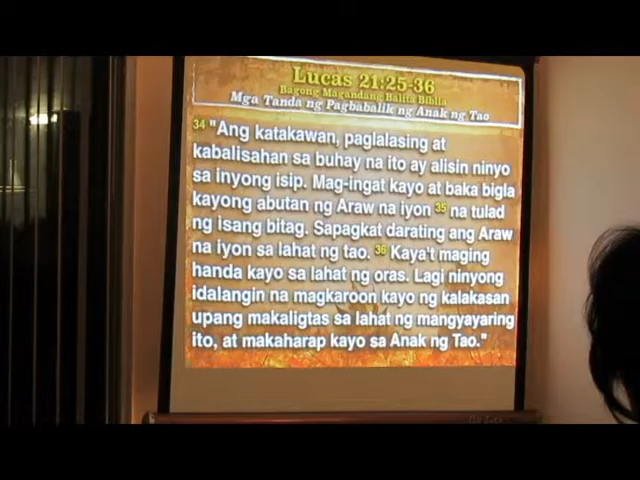 Lucas 21:25-36
Bagong Magandang Balita Biblia
Mga Tanda ng Pagbabalik ng Anak ng Tao
34 "Ang katakawan, paglalasing at
kabalisahan sa buhay na ito ay alisin ninyo
sa inyong isip. Mag-ingat kayo at baka bigla
kayong abutan ng Araw na iyon 35 na tulad
ng isang bitag. Sapagkat darating ang Araw
na iyon sa lahat ng tao. 36 Kaya't maging
handa kayo sa lahat ng oras. Lagi ninyong
idalangin na magkaroon kayo ng kalakasan
upang makaligtas sa lahat ng mangyayaring
ito, at makaharap kayo sa Anak ng Tao."